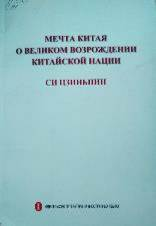 МЕЧТА КИТАЯ
О ВЕЛИКОМ ВОЗРОЖДЕНИИ
КИТАЙСКОЙ НАЦИИ
СИ ЦЗИНЬПИН